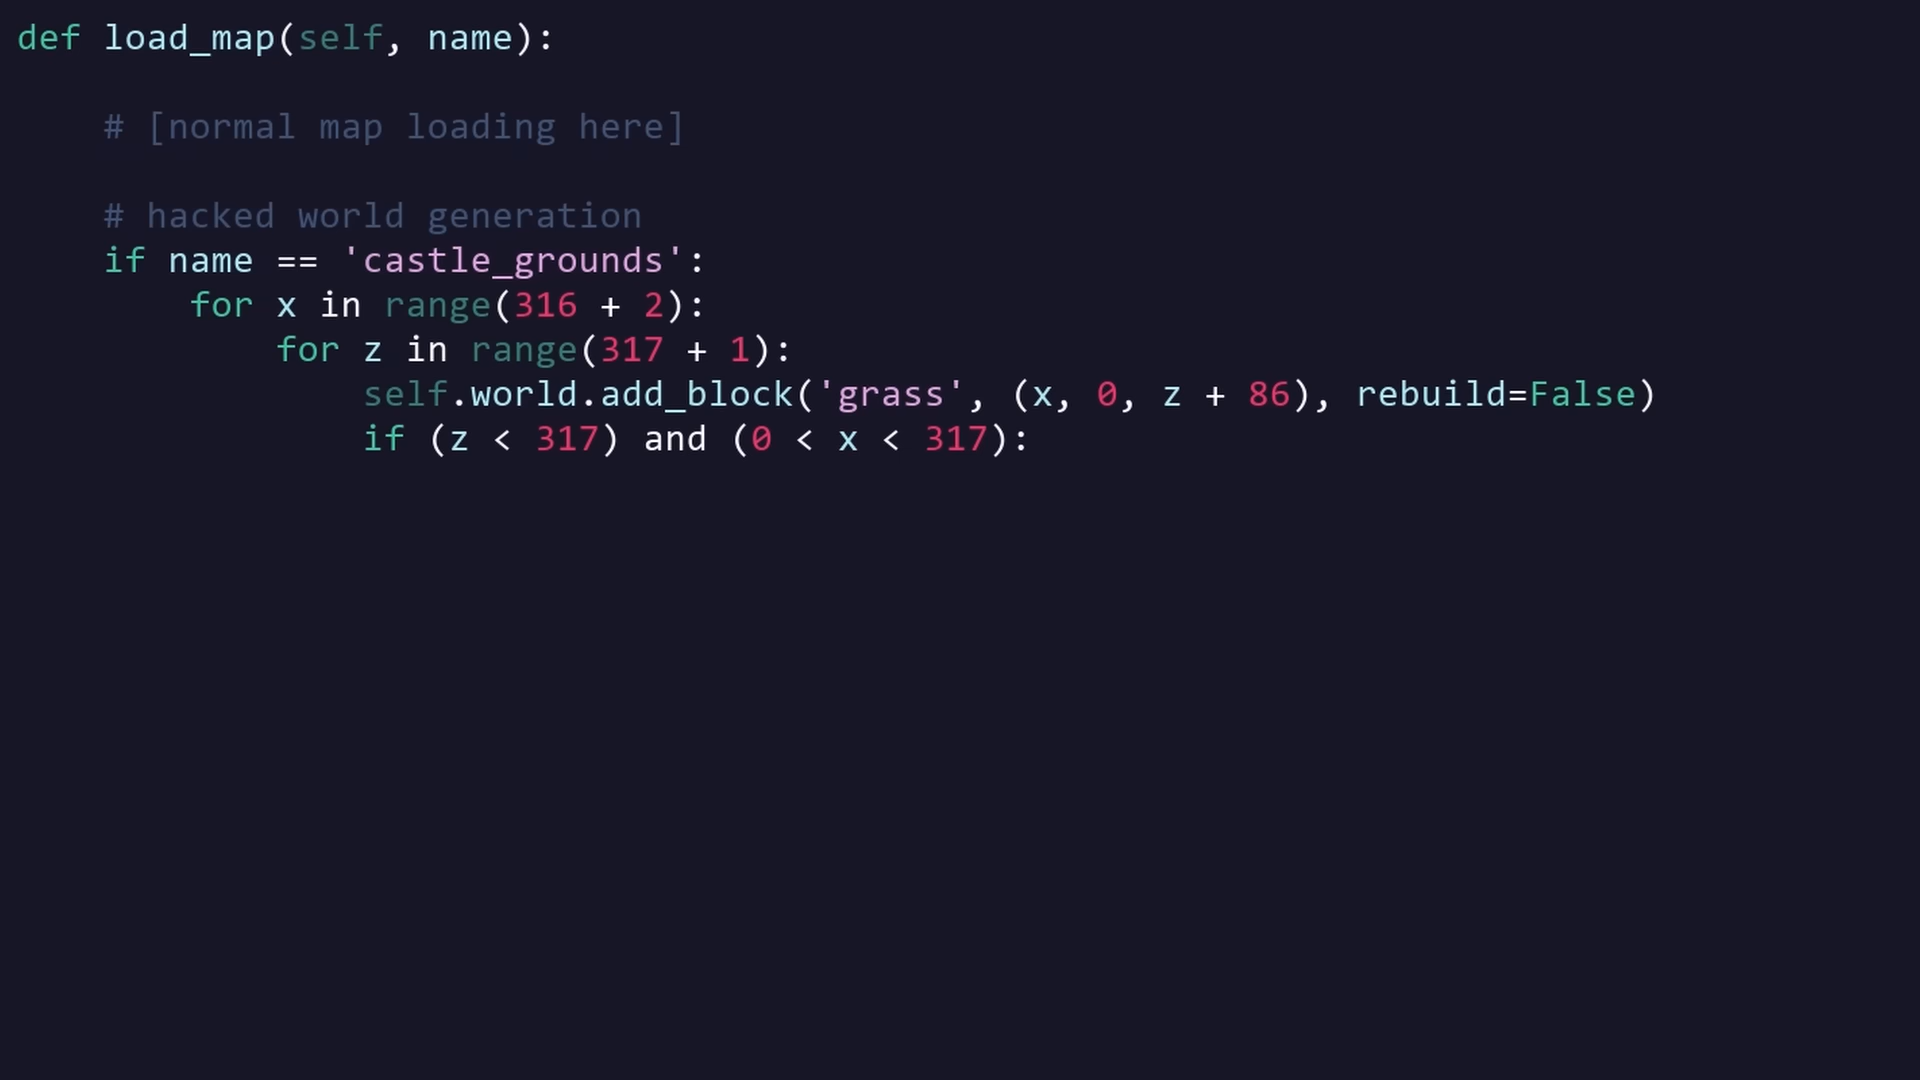 def load_map(self, name):
# [normal map loading here]
# hacked world generation
if name == 'castle_grounds':
for x in range(316 + 2):
for z in range(317 + 1):
self.world.add_block('grass', (x, 0, z + 86), rebuild=False)
if (z < 317) and (0 < x < 317):